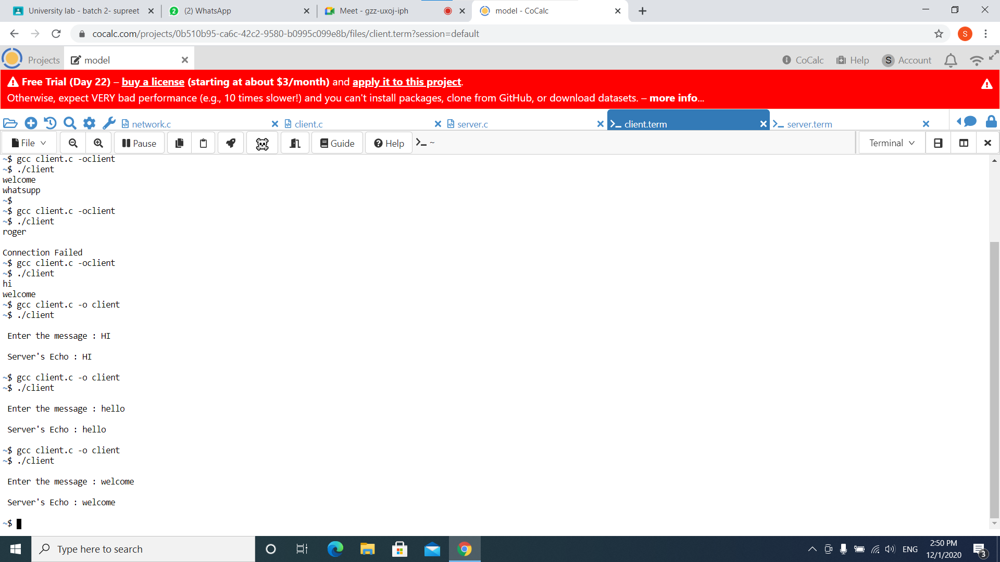 University lab - batch 2- supreet
(2) WhatsApp
Meet - gzz-uxoj-iph
model - CoCalc
cocalc.com/projects/0b510b95-ca6c-42c2-9580-b0995c099e8b/files/client.term?session=default
S
Projects
model
CoCalc
Help
S Account
Free Trial (Day 22) – buy a license (starting at about $3/month) and apply it to this project.
Otherwise, expect VERY bad performance (e.g., 10 times slower!) and you can't install packages, clone from GitHub, or download datasets. – more info...
network.c
client.c
server.c
client.term
server.term
File
Pause
Guide
Help
~
Terminal
~$ gcc client.c -oclient
~$ ./client
welcome
whatsupp
~$
~$ gcc client.c -oclient
~$ ./client
roger
Connection Failed
~$ gcc client.c -oclient
~$ ./client
hi
welcome
~$ gcc client.c -o client
~$ ./client
Enter the message : HI
Server's Echo : HI
~$ gcc client.c -o client
~$ ./client
Enter the message : hello
Server's Echo : hello
~$ gcc client.c -o client
~$ ./client
Enter the message : welcome
Server's Echo : welcome
~$
Type here to search
ENG
2:50 PM
12/1/2020
3